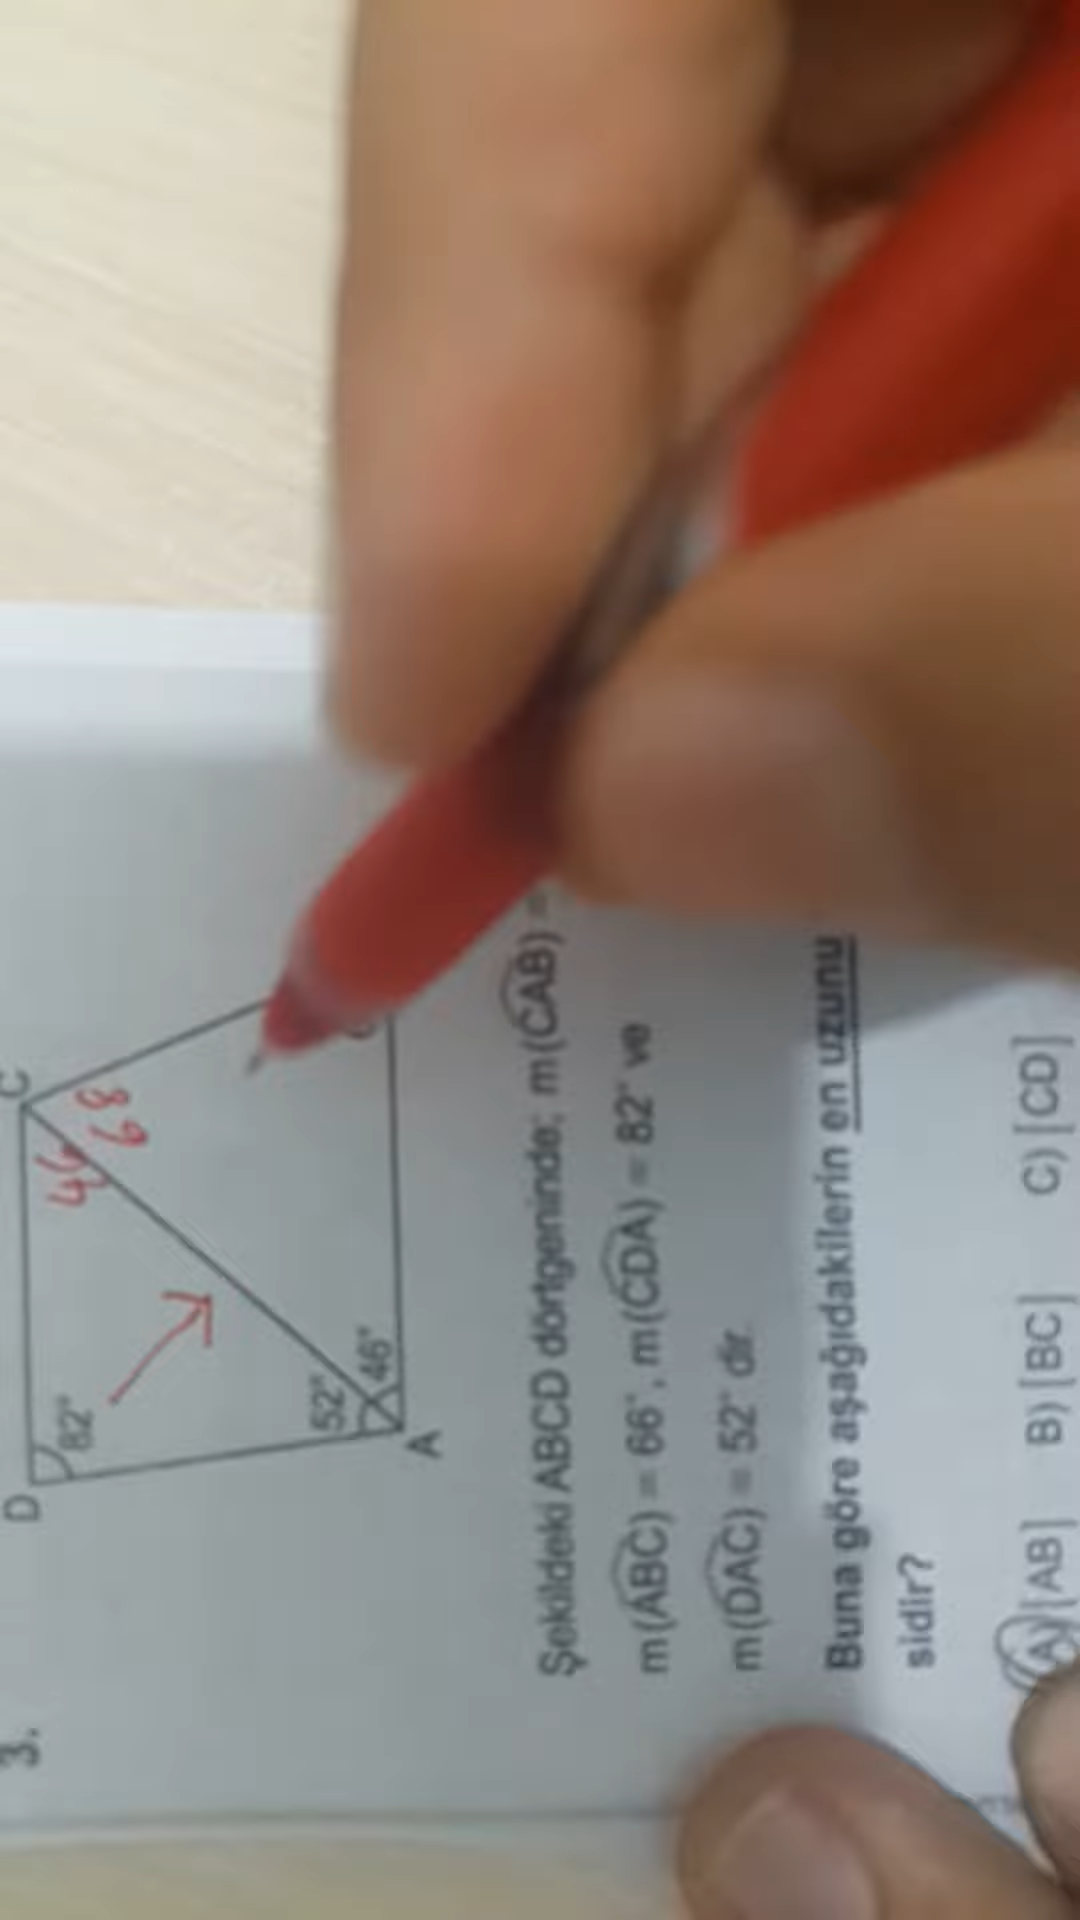 3.
D
C
82°
46
68
52°
46°
A
Şekildeki ABCD dörtgeninde; m(CAB) =
m(ABC) = 66°, m(CDA) = 82° ve
m(DAC) = 52° dir.
Buna göre aşağıdakilerin en uzunu
sidir?
A) [AB] B) [BC] C) [CD]